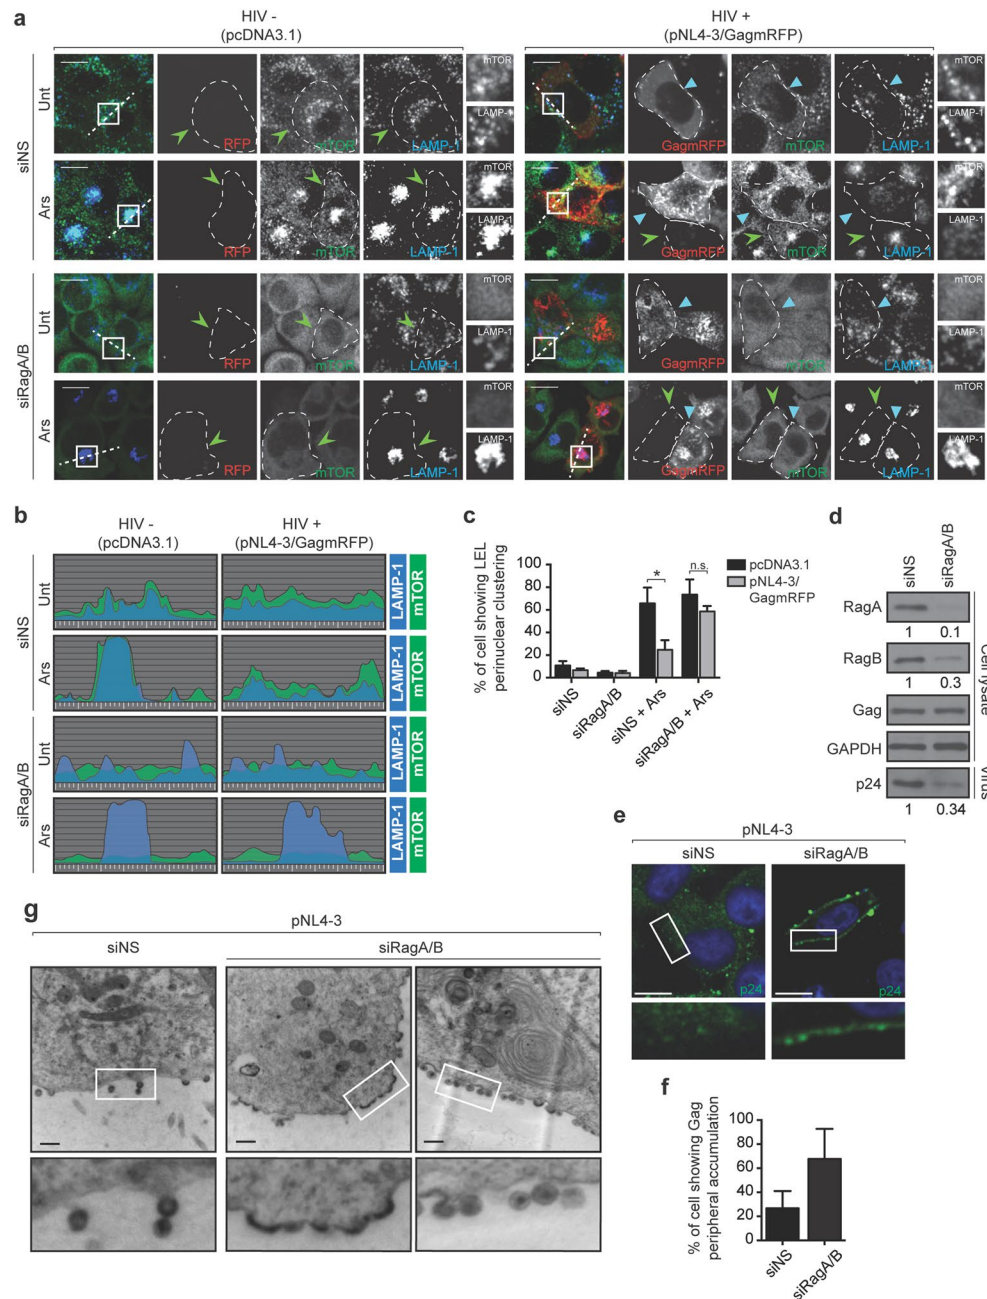 a
HIV -
(pcDNA3.1)
HIV +
(pNL4-3/GagmRFP)
siNS
Unt
RFP
mTOR
LAMP-1
mTOR
LAMP-1
GagmRFP
mTOR
LAMP-1
mTOR
LAMP-1
Ars
RFP
mTOR
LAMP-1
mTOR
LAMP-1
GagmRFP
mTOR
LAMP-1
mTOR
LAMP-1
siRagA/B
Unt
RFP
mTOR
LAMP-1
mTOR
LAMP-1
GagmRFP
mTOR
LAMP-1
mTOR
LAMP-1
Ars
RFP
mTOR
LAMP-1
mTOR
LAMP-1
GagmRFP
mTOR
LAMP-1
mTOR
LAMP-1
b
HIV -
(pcDNA3.1)
HIV +
(pNL4-3/GagmRFP)
siNS
Unt
LAMP-1
mTOR
Ars
LAMP-1
mTOR
siRagA/B
Unt
LAMP-1
mTOR
Ars
LAMP-1
mTOR
c
% of cell showing LEL
perinuclear clustering
100
80
60
40
20
0
*
n.s.
pcDNA3.1
pNL4-3/
GagmRFP
siNS
siRagA/B
siNS + Ars
siRagA/B + Ars
d
siNS
siRagA/B
RagA
1 0.1
RagB
1 0.3
Gag
GAPDH
p24
1 0.34
Cell lysate
Virus
e
pNL4-3
siNS
siRagA/B
p24
p24
f
% of cell showing Gag
peripheral accumulation
100
80
60
40
20
0
siNS
siRagA/B
g
pNL4-3
siNS
siRagA/B